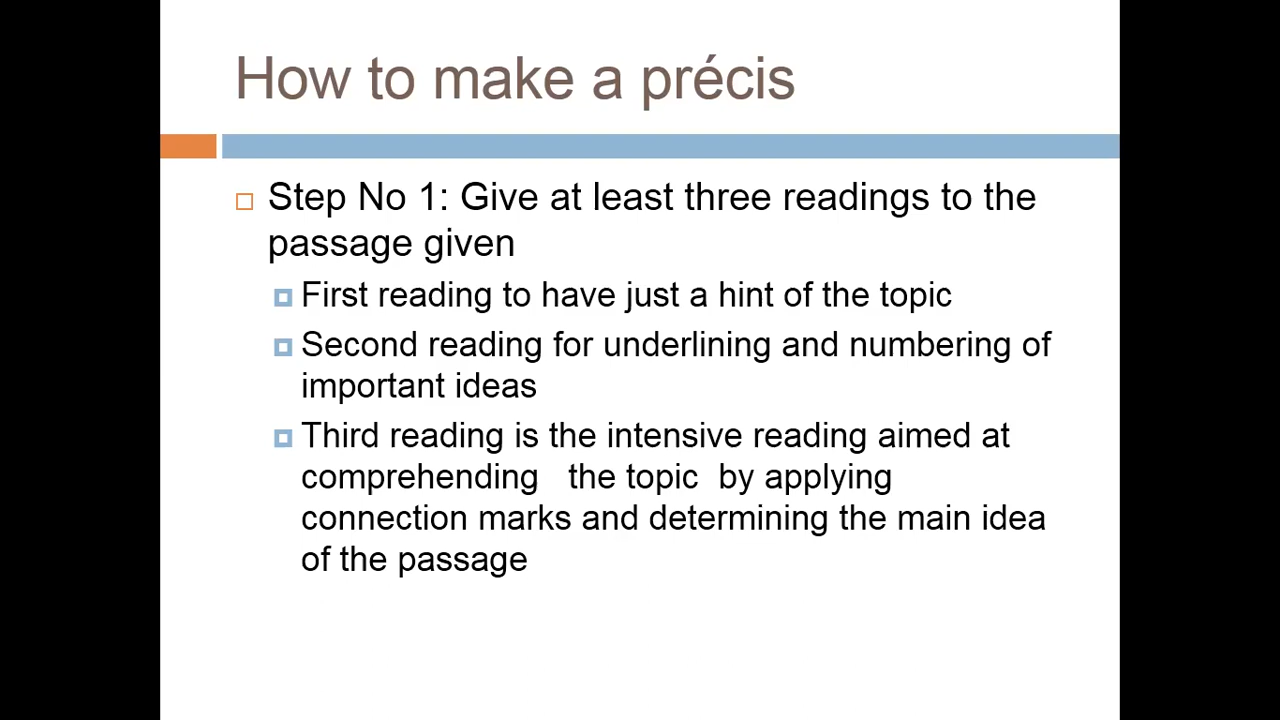 How to make a précis
Step No 1: Give at least three readings to the
passage given
First reading to have just a hint of the topic
Second reading for underlining and numbering of
important ideas
Third reading is the intensive reading aimed at
comprehending   the topic  by applying
connection marks and determining the main idea
of the passage